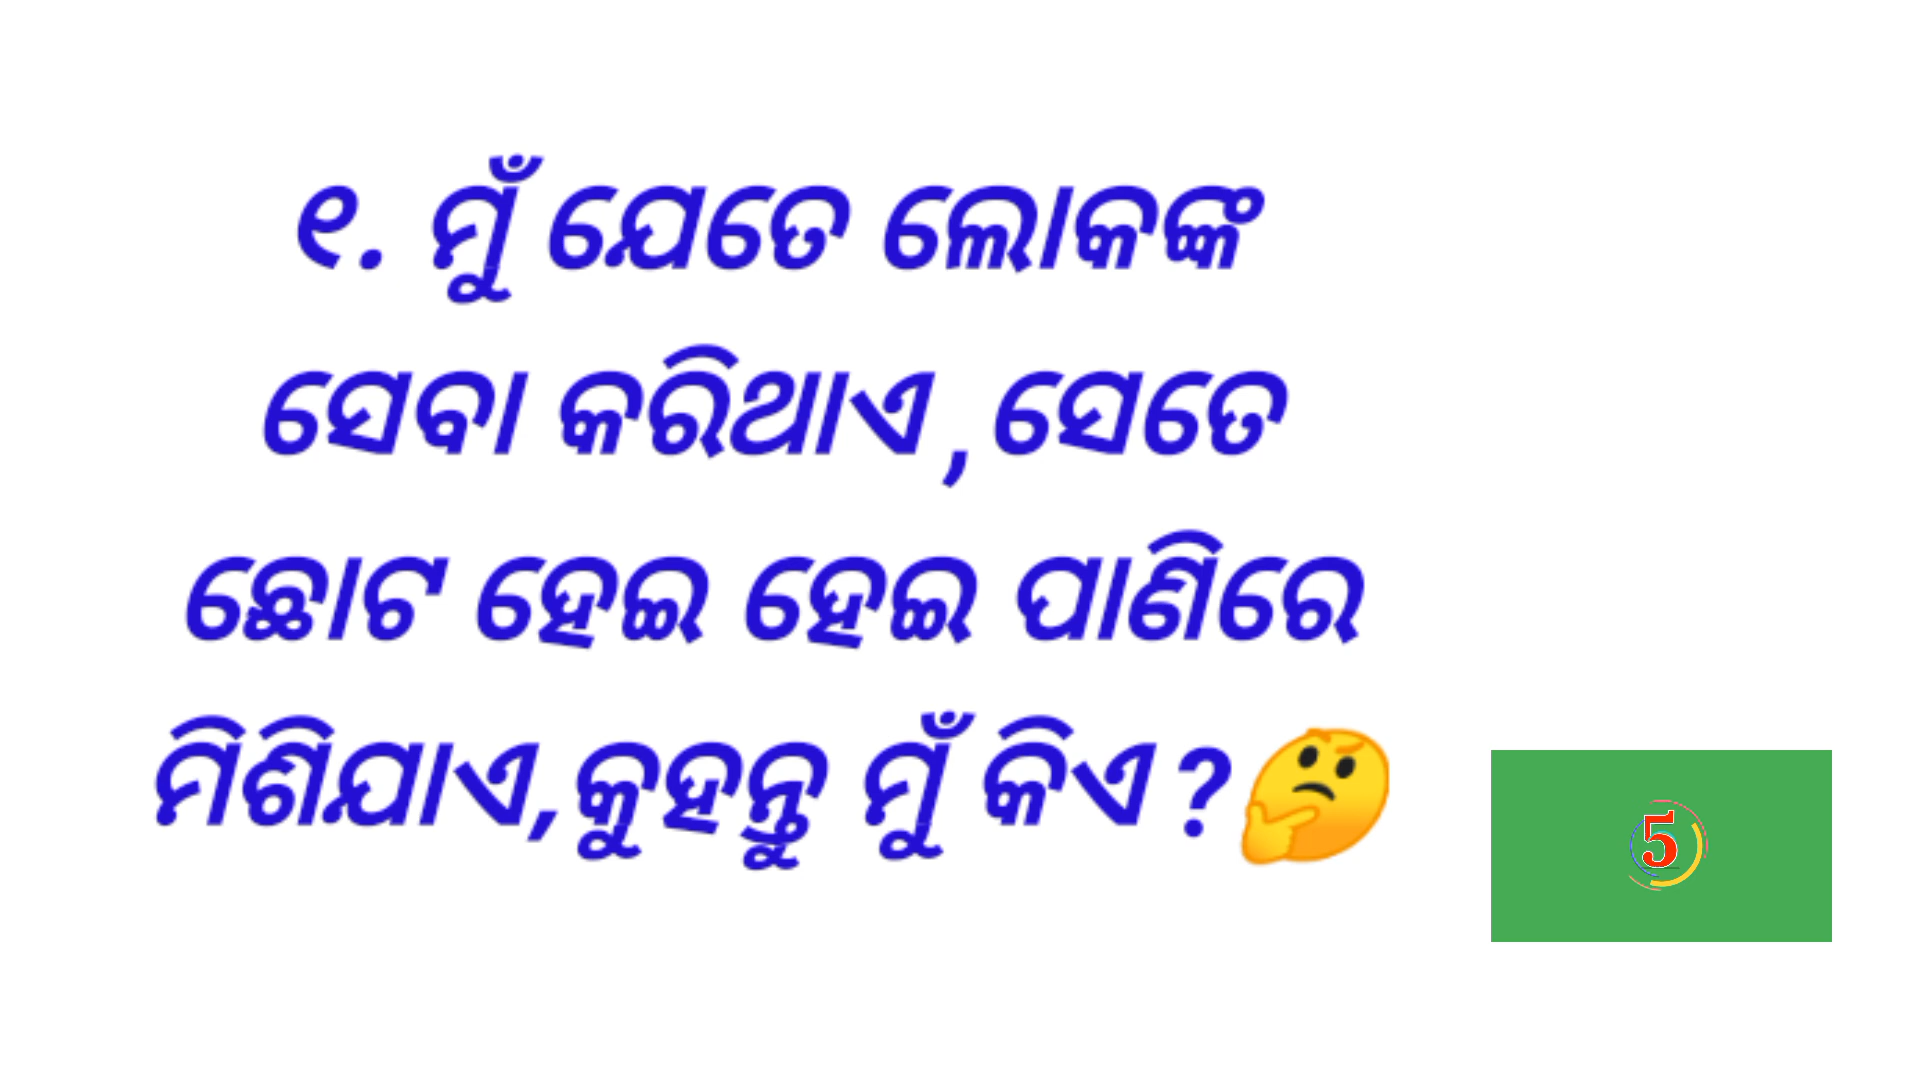 ୧. ମୁଁ ଯେତେ ଲୋକଙ୍କ
ସେବା କରିଥାଏ ,ସେତେ
ଛୋଟ ହେଇ ହେଇ ପାଣିରେ
ମିଶିଯାଏ,କୁହନ୍ତୁ ମୁଁ କିଏ ?🤔
5